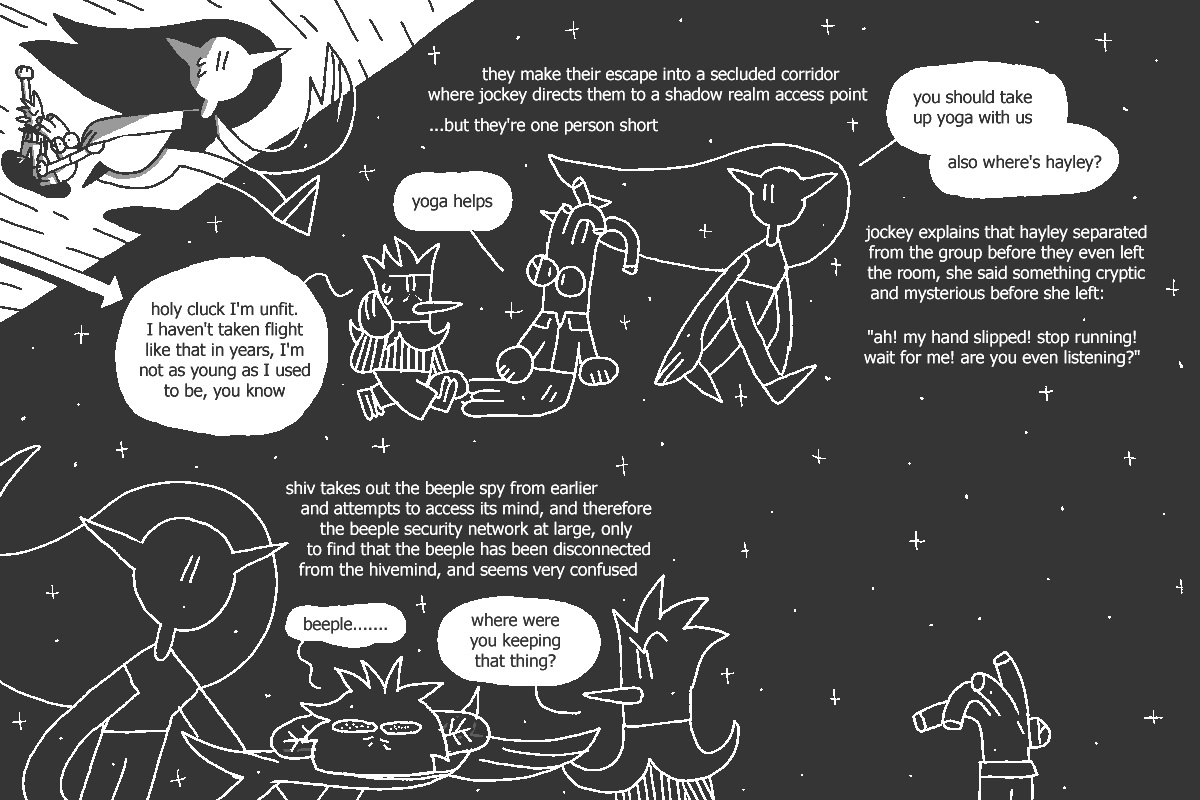 they make their escape into a secluded corridor
where jockey directs them to a shadow realm access point
...but they're one person short
you should take
up yoga with us
also where's hayley?
yoga helps
holy cluck I'm unfit.
I haven't taken flight
like that in years, I'm
not as young as I used
to be, you know
jockey explains that hayley separated
from the group before they even left
the room, she said something cryptic
and mysterious before she left:
"ah! my hand slipped! stop running!
wait for me! are you even listening?"
shiv takes out the beeple spy from earlier
and attempts to access its mind, and therefore
the beeple security network at large, only
to find that the beeple has been disconnected
from the hivemind, and seems very confused
beeple.......
where were
you keeping
that thing?